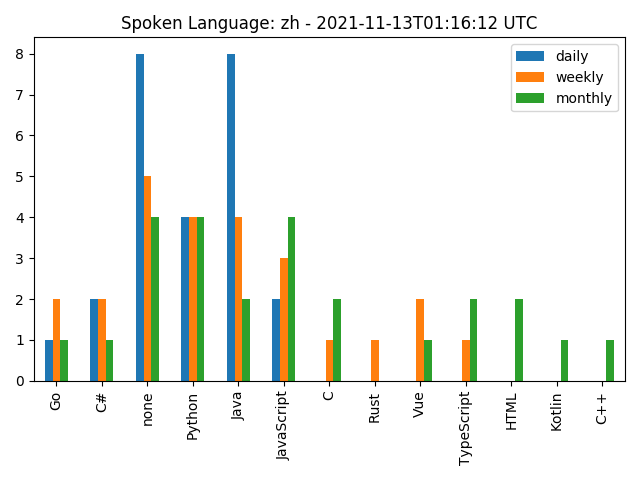 Spoken Language: zh - 2021-11-13T01:16:12 UTC
daily
weekly
monthly
8
7
6
5
4
3
2
1
0
Go
C#
none
Python
Java
JavaScript
C
Rust
Vue
TypeScript
HTML
Kotlin
C++